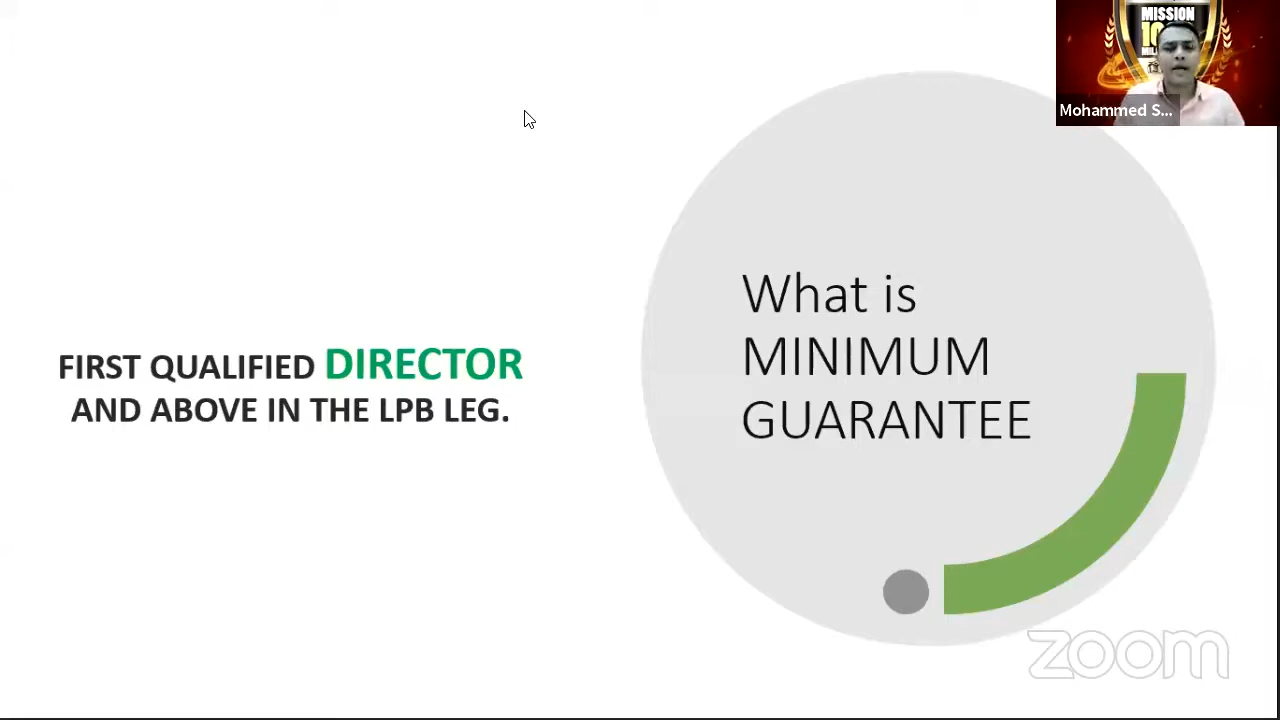 FIRST QUALIFIED DIRECTOR
AND ABOVE IN THE LPB LEG.
What is
MINIMUM
GUARANTEE
MISSION
Mohammed S...
zoom